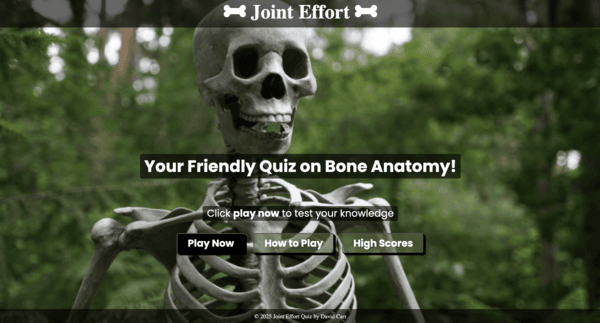 Joint Effort
Your Friendly Quiz on Bone Anatomy!
Click play now to test your knowledge
Play Now
How to Play
High Scores
© 2025 Joint Effort Quiz by David Carr